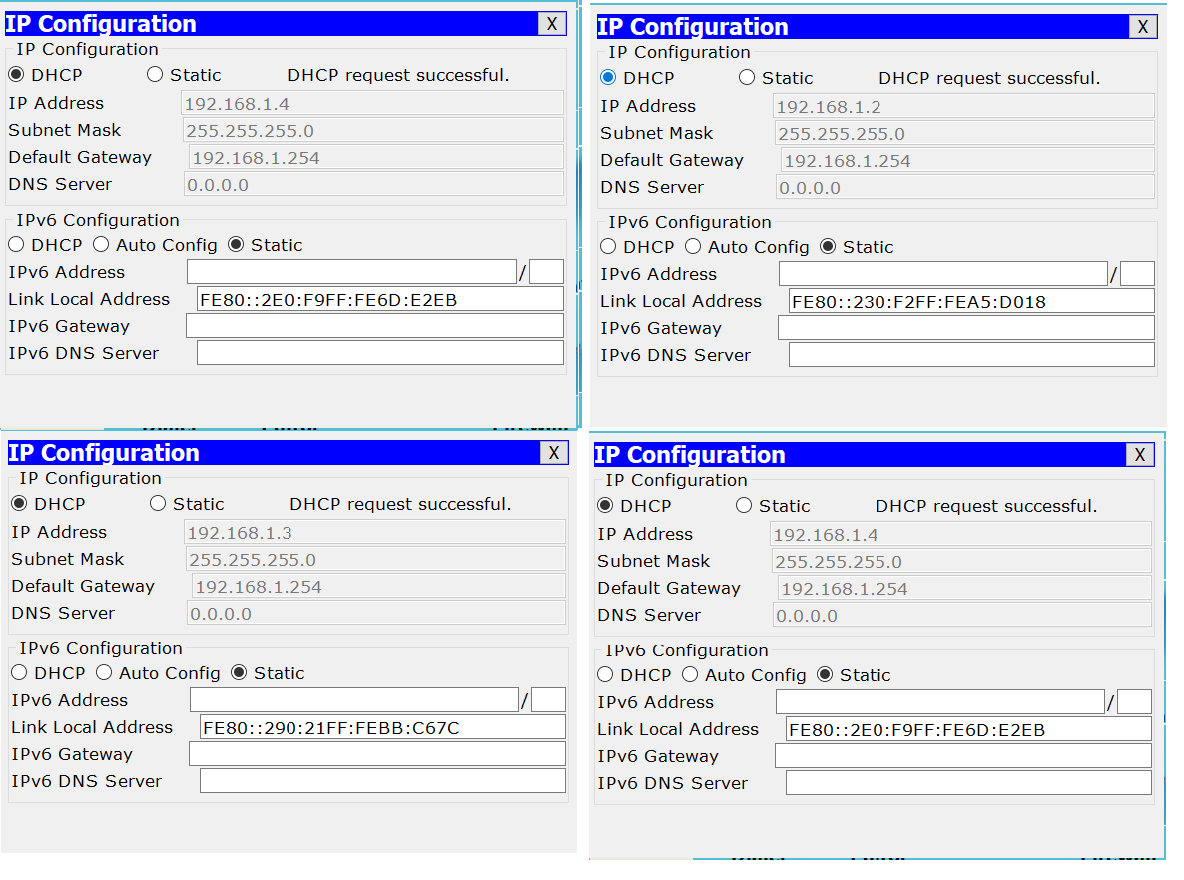 IP Configuration X
IP Configuration
DHCP Static DHCP request successful.
IP Address 192.168.1.4
Subnet Mask 255.255.255.0
Default Gateway 192.168.1.254
DNS Server 0.0.0.0
IPv6 Configuration
DHCP Auto Config Static
IPv6 Address /
Link Local Address FE80::2E0:F9FF:FE6D:E2EB
IPv6 Gateway
IPv6 DNS Server
IP Configuration X
IP Configuration
DHCP Static DHCP request successful.
IP Address 192.168.1.2
Subnet Mask 255.255.255.0
Default Gateway 192.168.1.254
DNS Server 0.0.0.0
IPv6 Configuration
DHCP Auto Config Static
IPv6 Address /
Link Local Address FE80::230:F2FF:FEA5:D018
IPv6 Gateway
IPv6 DNS Server
IP Configuration X
IP Configuration
DHCP Static DHCP request successful.
IP Address 192.168.1.3
Subnet Mask 255.255.255.0
Default Gateway 192.168.1.254
DNS Server 0.0.0.0
IPv6 Configuration
DHCP Auto Config Static
IPv6 Address /
Link Local Address FE80::290:21FF:FEBB:C67C
IPv6 Gateway
IPv6 DNS Server
IP Configuration X
IP Configuration
DHCP Static DHCP request successful.
IP Address 192.168.1.4
Subnet Mask 255.255.255.0
Default Gateway 192.168.1.254
DNS Server 0.0.0.0
IPv6 Configuration
DHCP Auto Config Static
IPv6 Address /
Link Local Address FE80::2E0:F9FF:FE6D:E2EB
IPv6 Gateway
IPv6 DNS Server